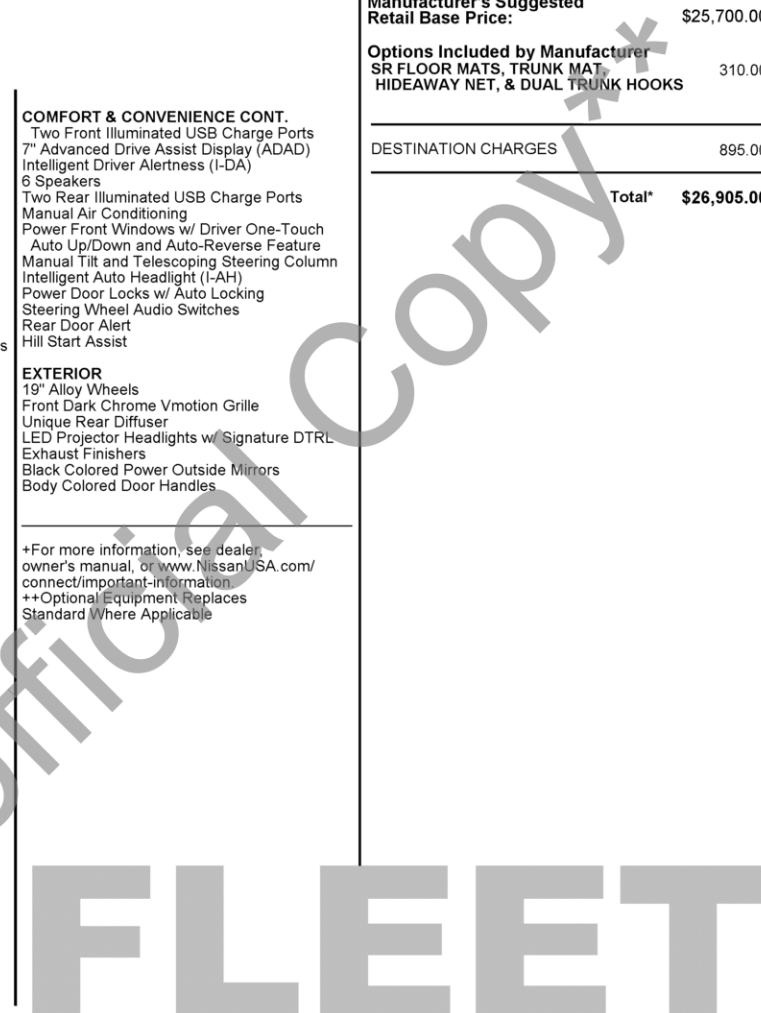 s
COMFORT & CONVENIENCE CONT.
Two Front Illuminated USB Charge Ports
7" Advanced Drive Assist Display (ADAD)
Intelligent Driver Alertness (I-DA)
6 Speakers
Two Rear Illuminated USB Charge Ports
Manual Air Conditioning
Power Front Windows w/ Driver One-Touch
Auto Up/Down and Auto-Reverse Feature
Manual Tilt and Telescoping Steering Column
Intelligent Auto Headlight (I-AH)
Power Door Locks w/ Auto Locking
Steering Wheel Audio Switches
Rear Door Alert
Hill Start Assist
EXTERIOR
19" Alloy Wheels
Front Dark Chrome Vmotion Grille
Unique Rear Diffuser
LED Projector Headlights w/ Signature DTRL
Exhaust Finishers
Black Colored Power Outside Mirrors
Body Colored Door Handles
+For more information, see dealer,
owner's manual, or www.NissanUSA.com/
connect/important-information.
++Optional Equipment Replaces
Standard Where Applicable
Manufacturer's Suggested
Retail Base Price: $25,700.00
Options Included by Manufacturer
SR FLOOR MATS, TRUNK MAT, 310.00
HIDEAWAY NET, & DUAL TRUNK HOOKS
DESTINATION CHARGES 895.00
Total* $26,905.00
official Copy**
FLEET